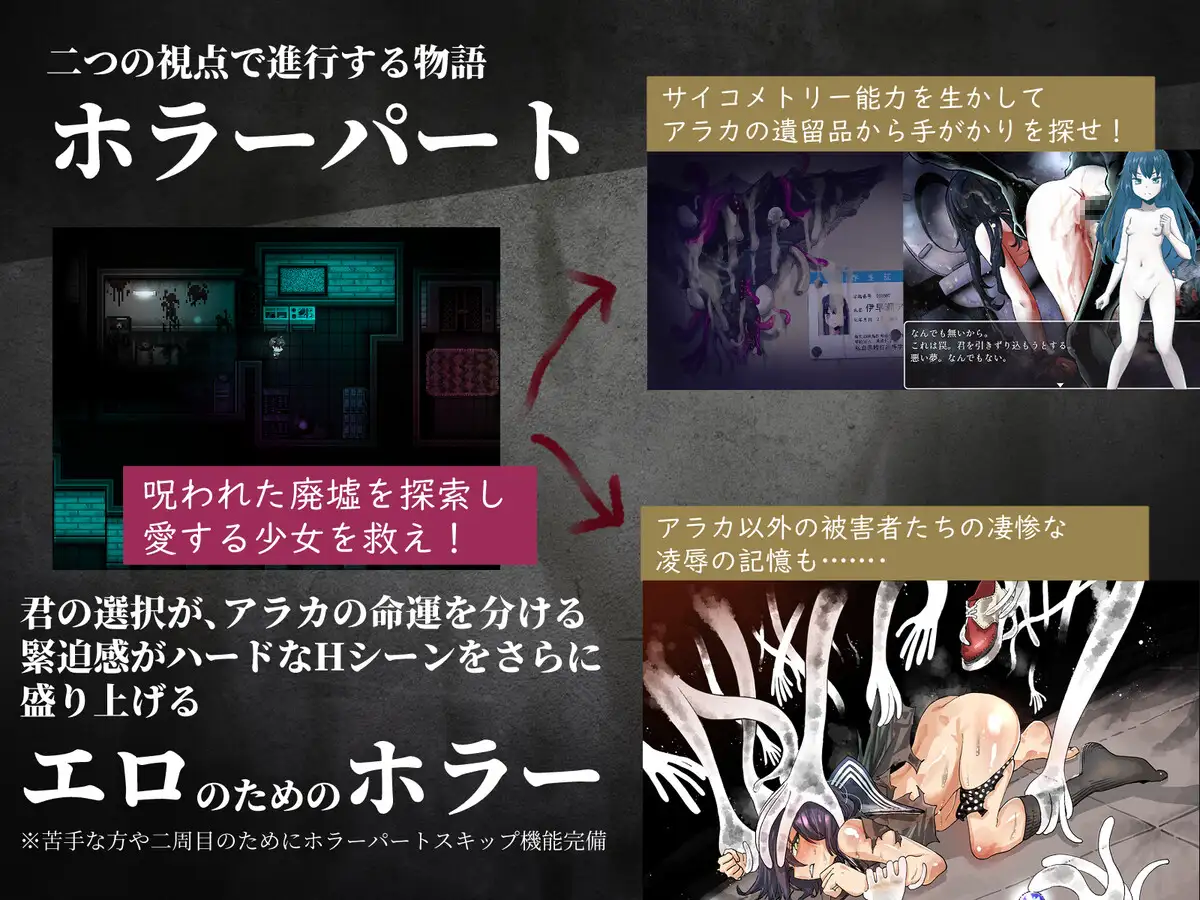 二つの視点で進行する物語
ホラーパート
サイコメトリー能力を生かして
アラカの遺留品から手がかりを探せ！
なんでも無いから。
これは罠。君を引きずり込もうとする。
悪い夢。なんでもない。
呪われた廃墟を探索し
愛する少女を救え！
アラカ以外の被害者たちの凄惨な
凌辱の記憶も・・・・・・・
君の選択が、アラカの命運を分ける
緊迫感がハードなHシーンをさらに
盛り上げる
エロのためのホラー
※苦手な方や二周目のためにホラーパートスキップ機能完備